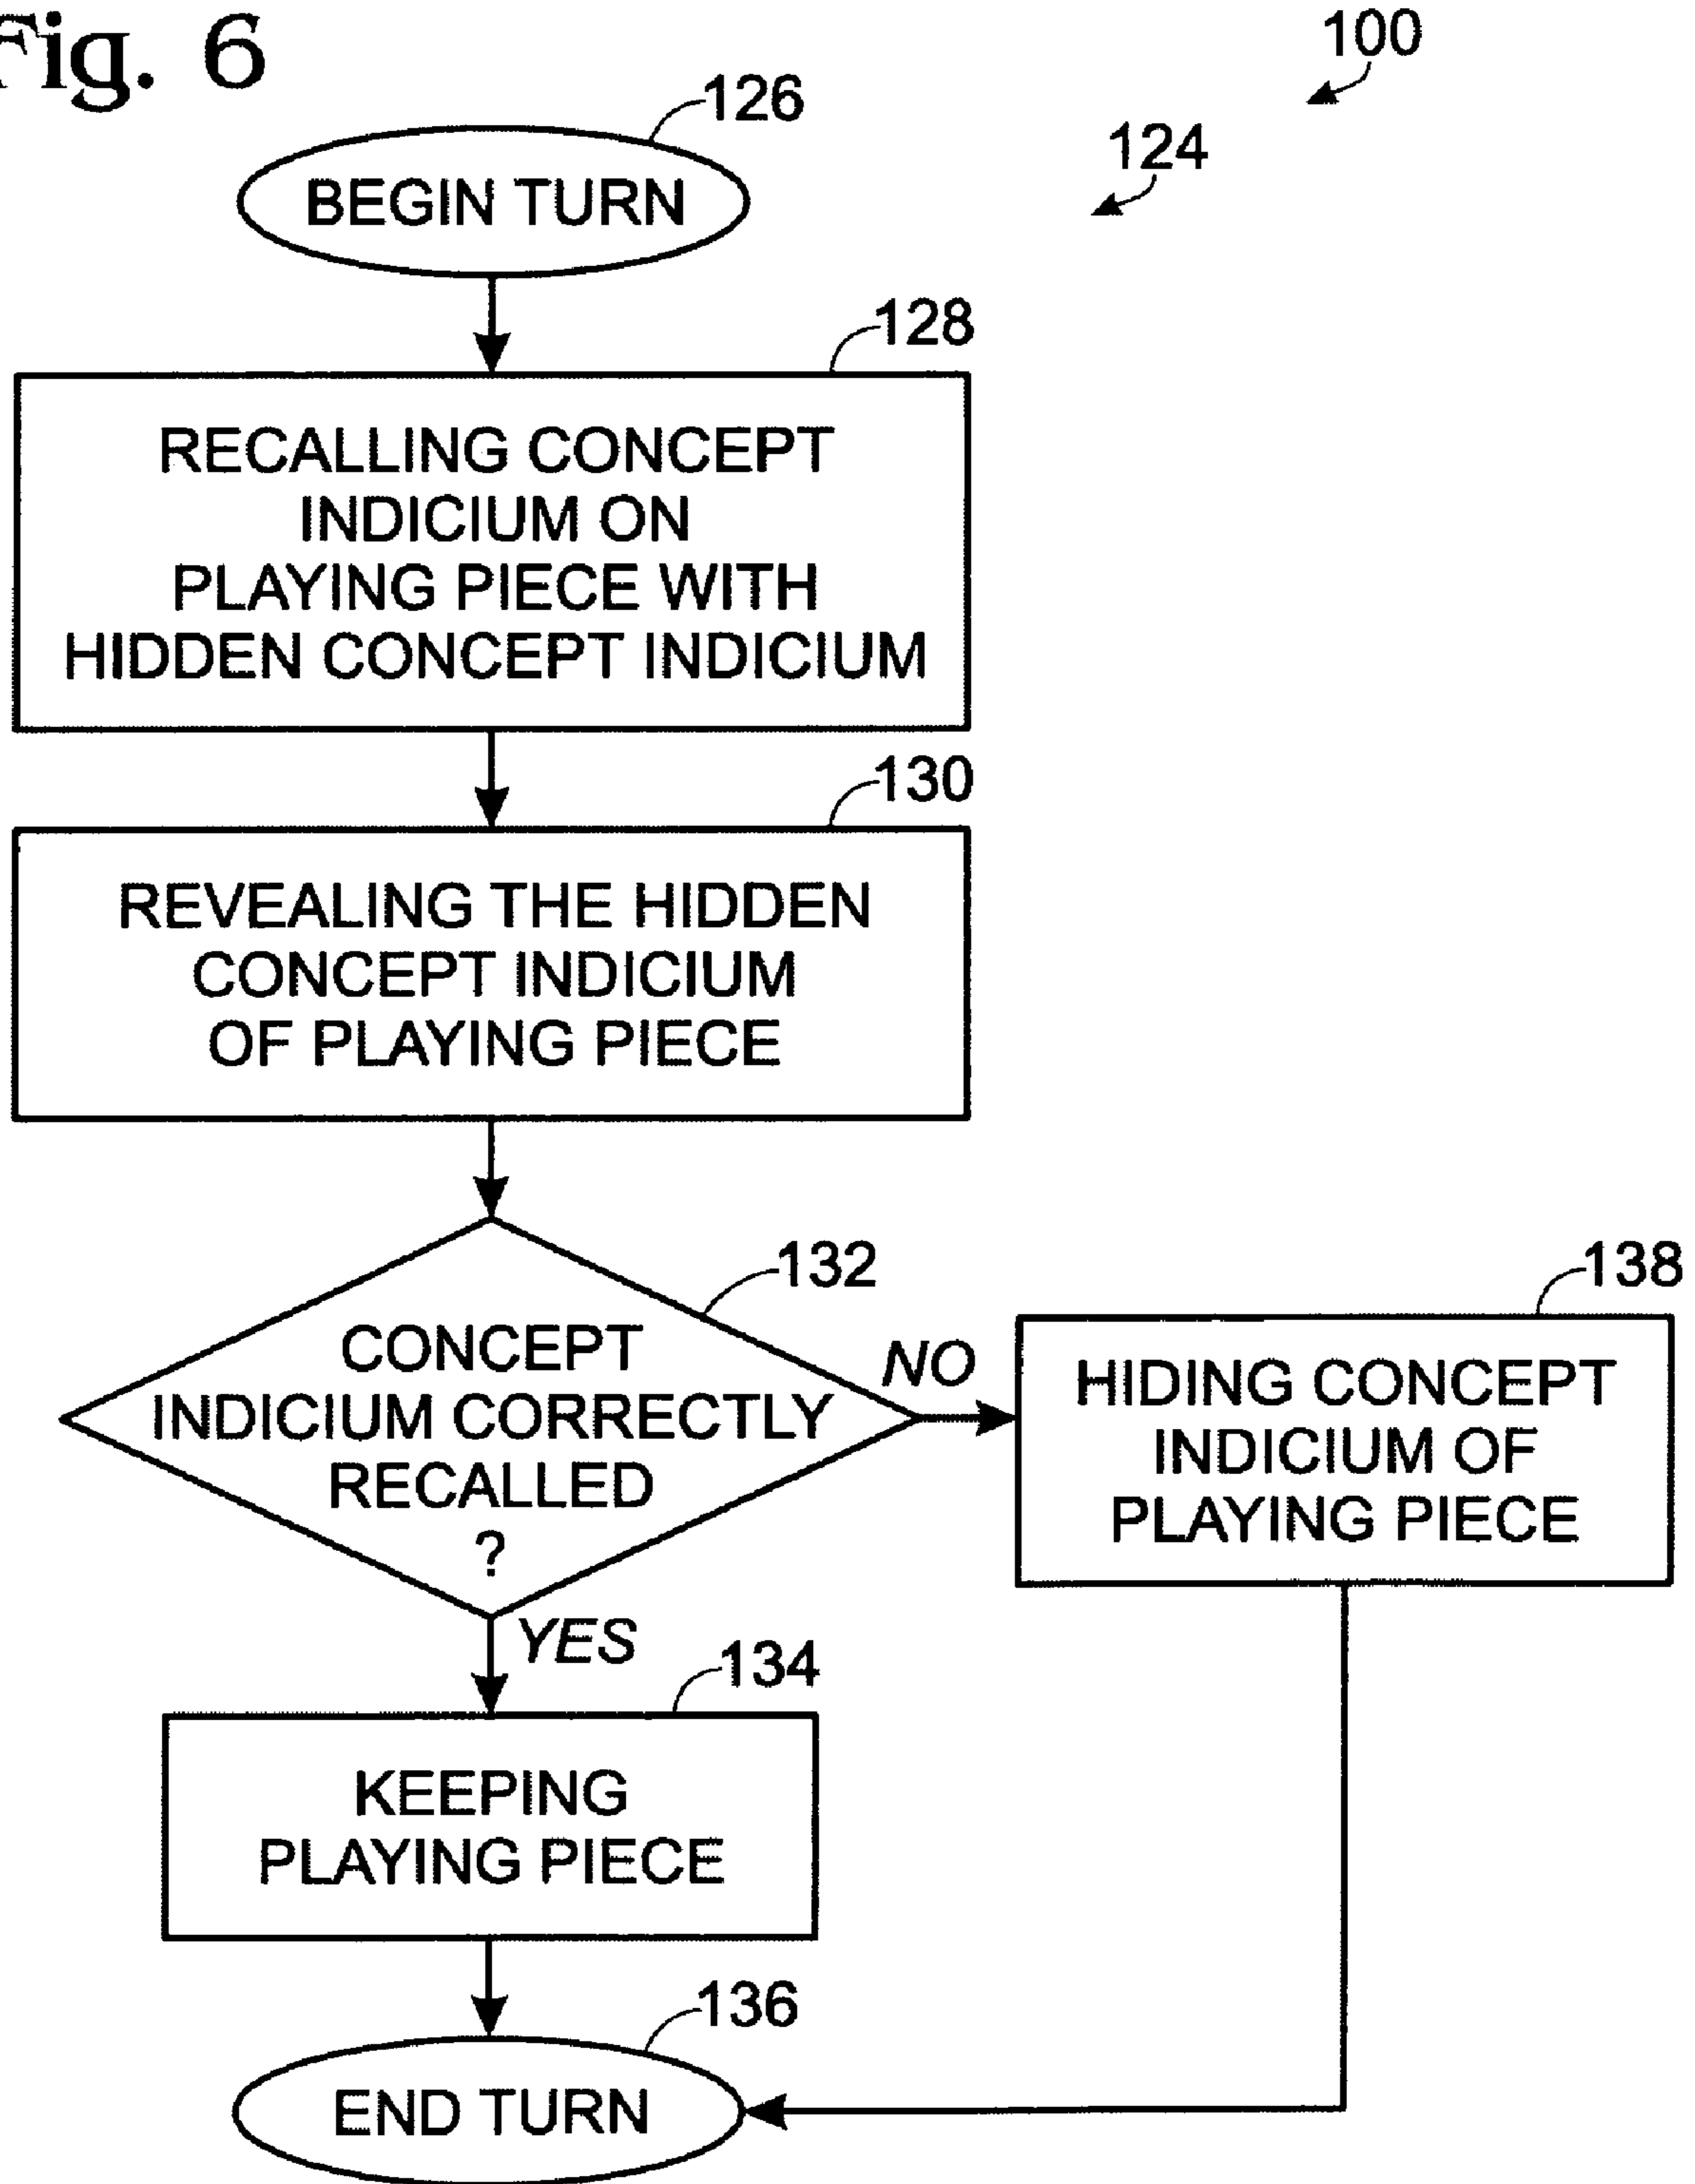 Fig. 6
100
124
126
BEGIN TURN
128
RECALLING CONCEPT
INDICIUM ON
PLAYING PIECE WITH
HIDDEN CONCEPT INDICIUM
130
REVEALING THE HIDDEN
CONCEPT INDICIUM
OF PLAYING PIECE
132
CONCEPT
INDICIUM CORRECTLY
RECALLED
?
NO
138
HIDING CONCEPT
INDICIUM OF
PLAYING PIECE
YES
134
KEEPING
PLAYING PIECE
136
END TURN